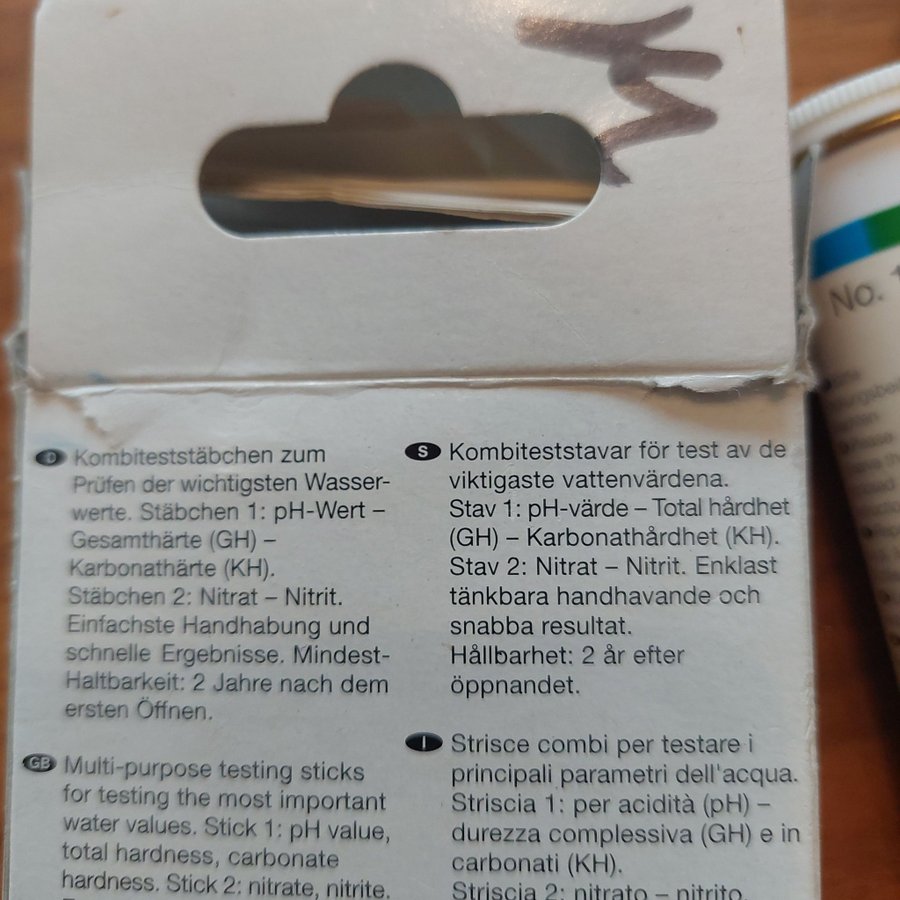 D Kombiteststäbchen zum
Prüfen der wichtigsten Wasser-
werte. Stäbchen 1: pH-Wert –
Gesamthärte (GH) –
Karbonathärte (KH).
Stäbchen 2: Nitrat – Nitrit.
Einfachste Handhabung und
schnelle Ergebnisse. Mindest-
Haltbarkeit: 2 Jahre nach dem
ersten Öffnen.
GB Multi-purpose testing sticks
for testing the most important
water values. Stick 1: pH value,
total hardness, carbonate
hardness. Stick 2: nitrate, nitrite.
S Kombiteststavar för test av de
viktigaste vattenvärdena.
Stav 1: pH-värde – Total hårdhet
(GH) – Karbonathårdhet (KH).
Stav 2: Nitrat – Nitrit. Enklast
tänkbara handhavande och
snabba resultat.
Hållbarhet: 2 år efter
öppnandet.
I Strisce combi per testare i
principali parametri dell'acqua.
Striscia 1: per acidità (pH) –
durezza complessiva (GH) e in
carbonati (KH).
Striscia 2: nitrato – nitrito.
No.